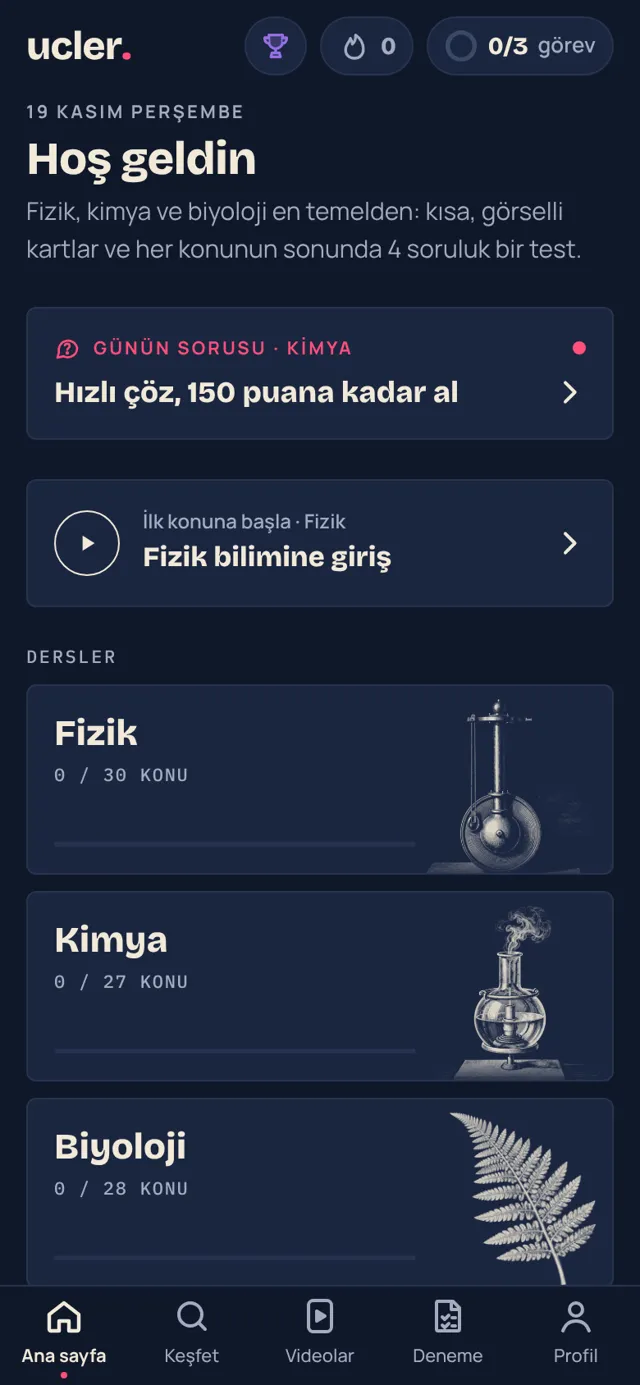 ucler.
0
0/3 görev
19 KASIM PERŞEMBE
Hoş geldin
Fizik, kimya ve biyoloji en temelden: kısa, görselli
kartlar ve her konunun sonunda 4 soruluk bir test.
GÜNÜN SORUSU · KİMYA
Hızlı çöz, 150 puana kadar al
İlk konuna başla · Fizik
Fizik bilimine giriş
DERSLER
Fizik
0 / 30 KONU
Kimya
0 / 27 KONU
Biyoloji
0 / 28 KONU
Ana sayfa
Keşfet
Videolar
Deneme
Profil